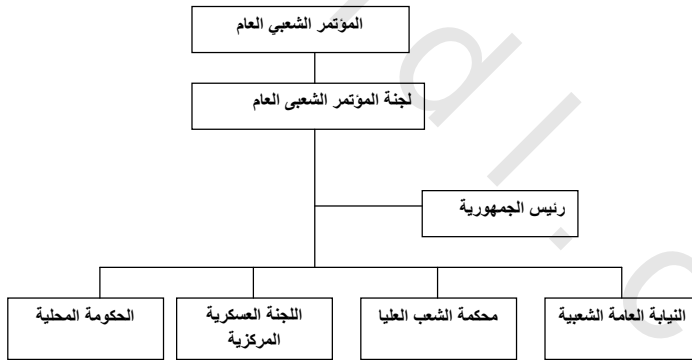 المؤتمر الشعبي العام
لجنة المؤتمر الشعبى العام
رئيس الجمهورية
النيابة العامة الشعبية
محكمة الشعب العليا
اللجنة العسكرية
المركزية
الحكومة المحلية